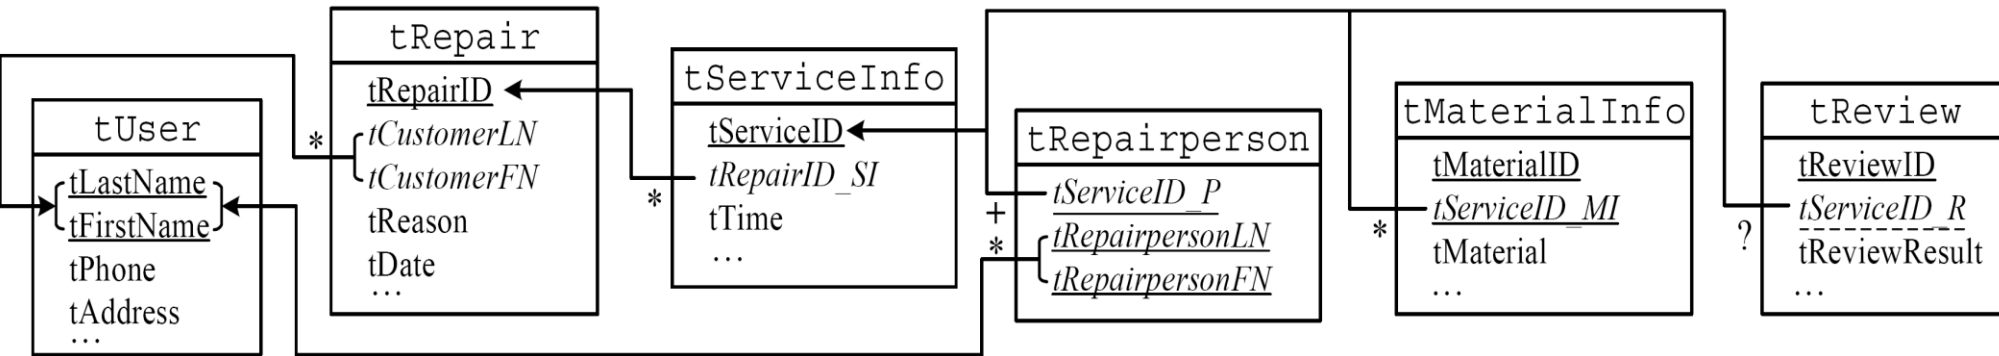 tUser
tLastName
tFirstName
tPhone
tAddress
...
*
tRepair
tRepairID
tCustomerLN
tCustomerFN
tReason
tDate
...
*
tServiceInfo
tServiceID
tRepairID_SI
tTime
...
+
*
tRepairperson
tServiceID_P
tRepairpersonLN
tRepairpersonFN
*
tMaterialInfo
tMaterialID
tServiceID_MI
tMaterial
...
?
tReview
tReviewID
tServiceID_R
tReviewResult
...